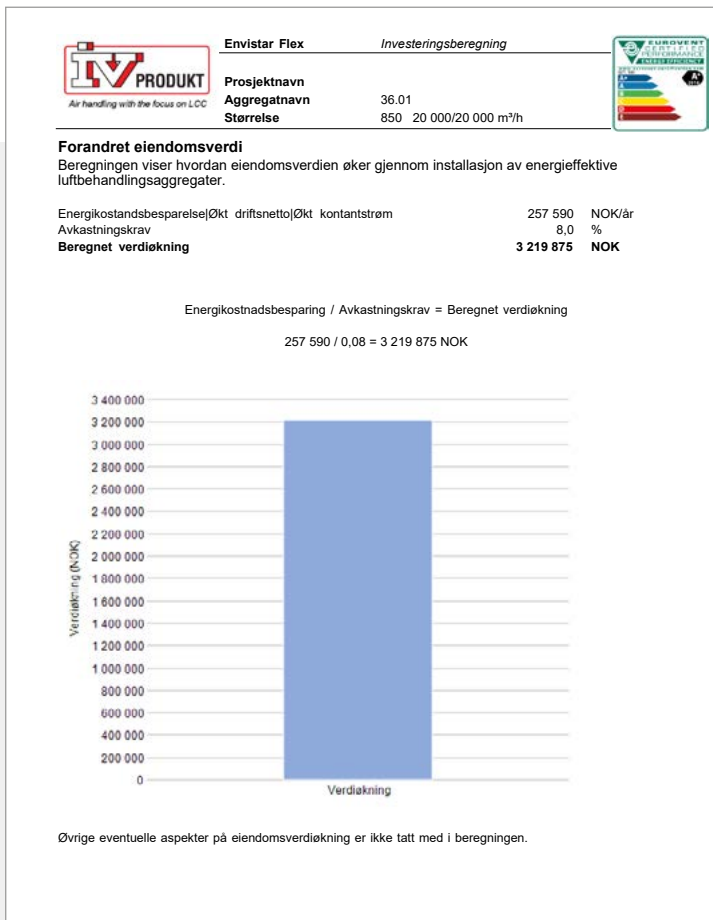 Envistar Flex Investeringsberegning
IV PRODUKT
Air handling with the focus on LCC
Prosjektnavn
Aggregatnavn 36.01
Størrelse 850 20 000/20 000 m³/h
EUROVENT
CERTIFIED
PERFORMANCE
ENERGY EFFICIENCY
Forandret eiendomsverdi
Beregningen viser hvordan eiendomsverdien øker gjennom installasjon av energieffektive
luftbehandlingsaggregater.
Energikostandsbesparelse|Økt driftsnetto|Økt kontantstrøm 257 590 NOK/år
Avkastningskrav 8,0 %
Beregnet verdiøkning 3 219 875 NOK
Energikostnadsbesparing / Avkastningskrav = Beregnet verdiøkning
257 590 / 0,08 = 3 219 875 NOK
3 400 000
3 200 000
3 000 000
2 800 000
2 600 000
2 400 000
2 200 000
2 000 000
1 800 000
1 600 000
1 400 000
1 200 000
1 000 000
800 000
600 000
400 000
200 000
0
Verdiøkning (NOK)
Verdiøkning
Øvrige eventuelle aspekter på eiendomsverdiøkning er ikke tatt med i beregningen.